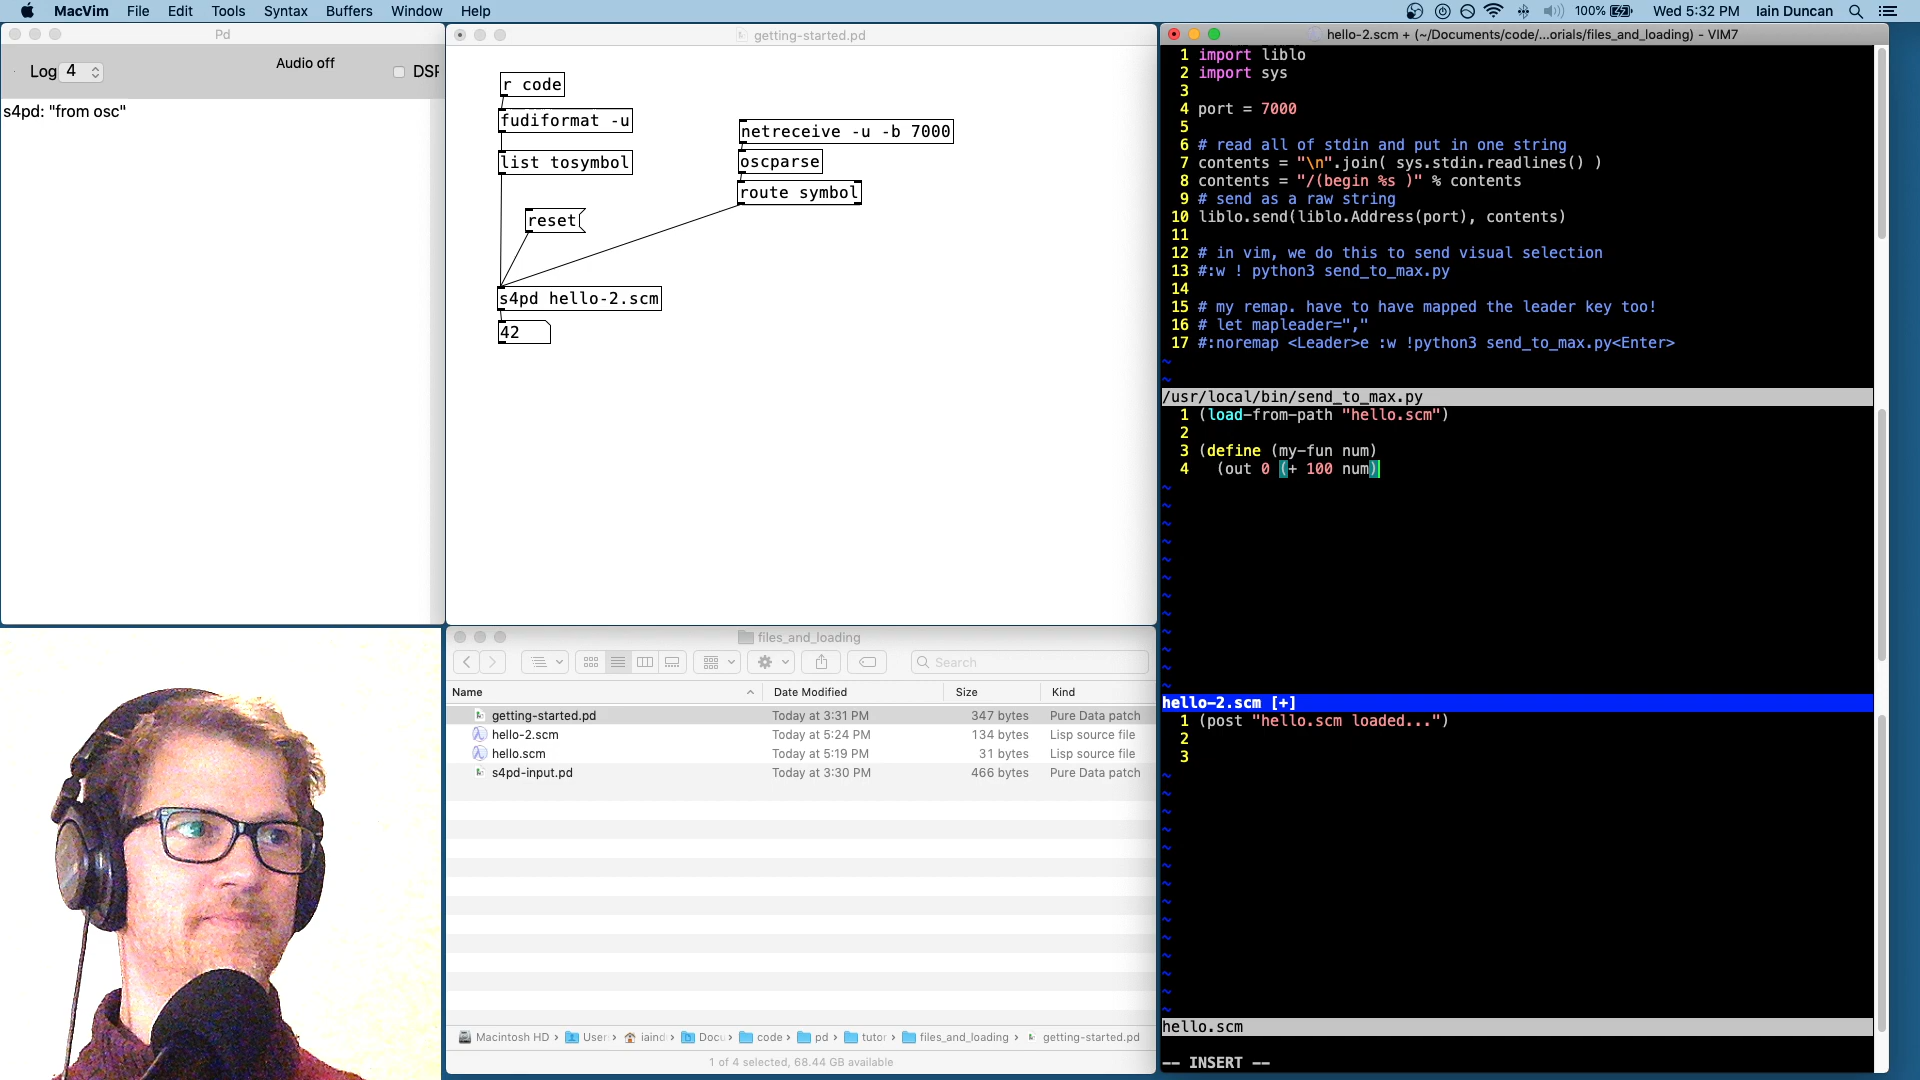 MacVim File Edit Tools Syntax Buffers Window Help
100% Wed 5:32 PM Iain Duncan
Pd
Log 4
Audio off
DSP
s4pd: "from osc"
getting-started.pd
r code
fudiformat -u
list tosymbol
reset
s4pd hello-2.scm
42
netreceive -u -b 7000
oscparse
route symbol
files_and_loading
Search
Name Date Modified Size Kind
getting-started.pd Today at 3:31 PM 347 bytes Pure Data patch
hello-2.scm Today at 5:24 PM 134 bytes Lisp source file
hello.scm Today at 5:19 PM 31 bytes Lisp source file
s4pd-input.pd Today at 3:30 PM 466 bytes Pure Data patch
Macintosh HD › User › iaind › Docu › code › pd › tutor › files_and_loading › getting-started.pd
1 of 4 selected, 68.44 GB available
hello-2.scm + (~/Documents/code/...orials/files_and_loading) - VIM7
1 import liblo
2 import sys
3
4 port = 7000
5
6 # read all of stdin and put in one string
7 contents = "\n".join( sys.stdin.readlines() )
8 contents = "/(begin %s )" % contents
9 # send as a raw string
10 liblo.send(liblo.Address(port), contents)
11
12 # in vim, we do this to send visual selection
13 #:w ! python3 send_to_max.py
14
15 # my remap. have to have mapped the leader key too!
16 # let mapleader=","
17 #:noremap <Leader>e :w !python3 send_to_max.py<Enter>
~
~
/usr/local/bin/send_to_max.py
1 (load-from-path "hello.scm")
2
3 (define (my-fun num)
4 (out 0 (+ 100 num)
~
~
~
~
~
~
~
~
~
~
~
~
hello-2.scm [+]
1 (post "hello.scm loaded...")
2
3
~
~
~
~
~
~
~
~
~
~
~
~
~
~
hello.scm
-- INSERT --